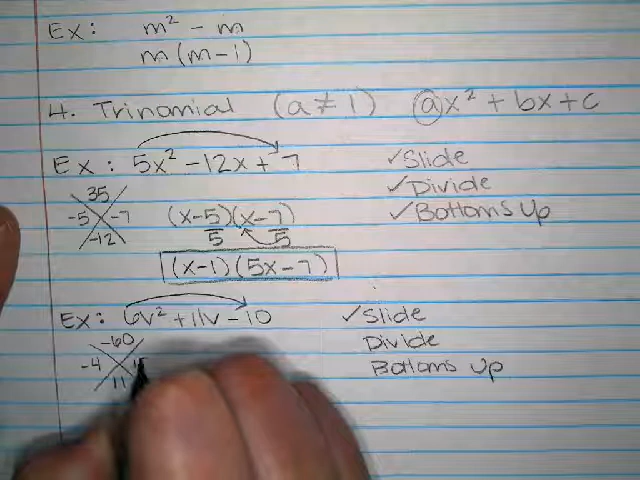 Ex: m² - m
m(m-1)
4. Trinomial (a ≠ 1) ax² + bx + c
Ex: 5x² - 12x + 7
✓Slide
✓Divide
✓Bottoms Up
35
-5 -7
-12
(x-5)(x-7)
5 5
(x-1)(5x-7)
Ex: 6v² + 11v - 10
✓Slide
Divide
Bottoms Up
-60
-4
11